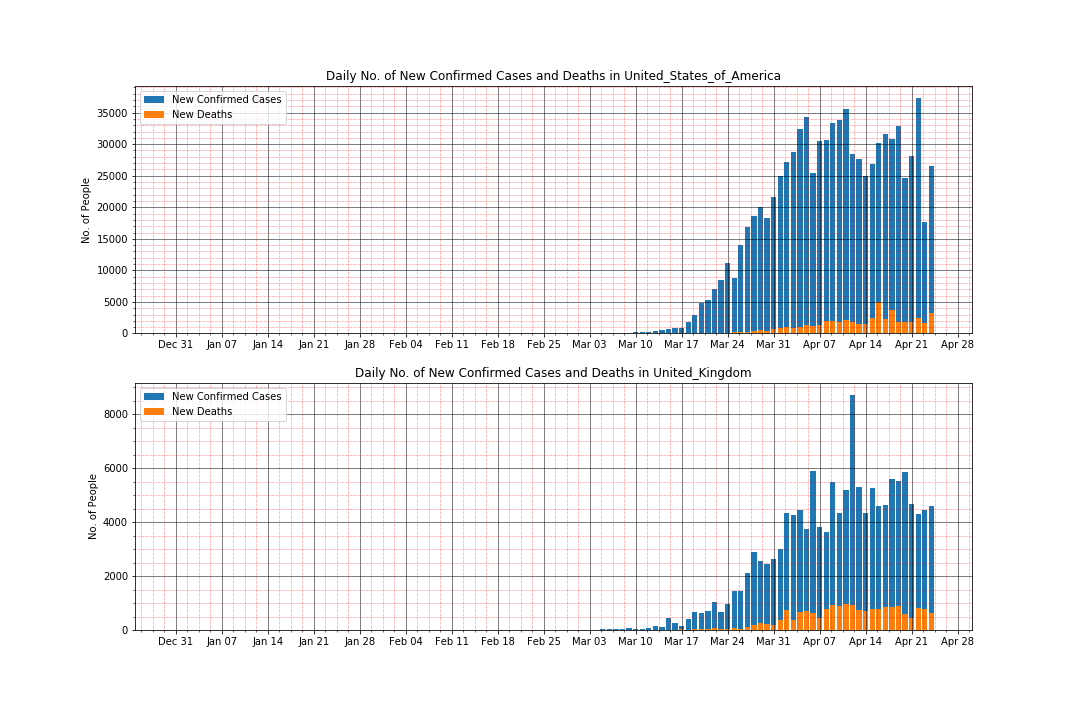 Daily No. of New Confirmed Cases and Deaths in United_States_of_America
New Confirmed Cases
New Deaths
35000
30000
25000
20000
15000
10000
5000
0
No. of People
Dec 31 Jan 07 Jan 14 Jan 21 Jan 28 Feb 04 Feb 11 Feb 18 Feb 25 Mar 03 Mar 10 Mar 17 Mar 24 Mar 31 Apr 07 Apr 14 Apr 21 Apr 28
Daily No. of New Confirmed Cases and Deaths in United_Kingdom
New Confirmed Cases
New Deaths
8000
6000
4000
2000
0
No. of People
Dec 31 Jan 07 Jan 14 Jan 21 Jan 28 Feb 04 Feb 11 Feb 18 Feb 25 Mar 03 Mar 10 Mar 17 Mar 24 Mar 31 Apr 07 Apr 14 Apr 21 Apr 28